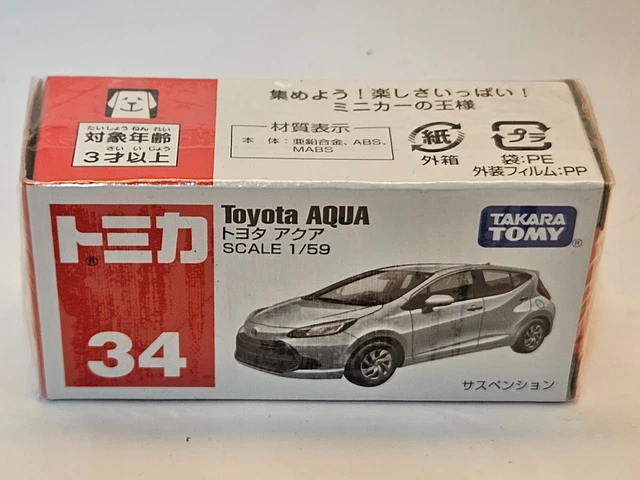 たいしょう ねん れい
対象年齢
さい い じょう
3才以上
集めよう！楽しさいっぱい！
ミニカーの王様
材質表示
本 体：亜鉛合金、ABS、
MABS
紙
外箱
プラ
袋：PE
外装フィルム：PP
トミカ®
34
Toyota AQUA
トヨタ アクア
SCALE 1/59
TAKARA
TOMY®
サスペンション